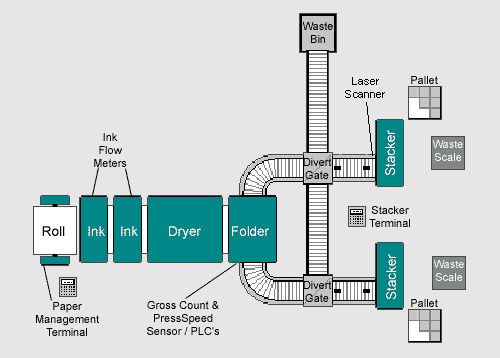 Waste
Bin
Laser
Scanner
Pallet
Ink
Flow
Meters
Stacker
Waste
Scale
Divert
Gate
Roll
Ink
Ink
Dryer
Folder
Stacker
Terminal
Stacker
Waste
Scale
Divert
Gate
Paper
Management
Terminal
Gross Count &
PressSpeed
Sensor / PLC's
Pallet